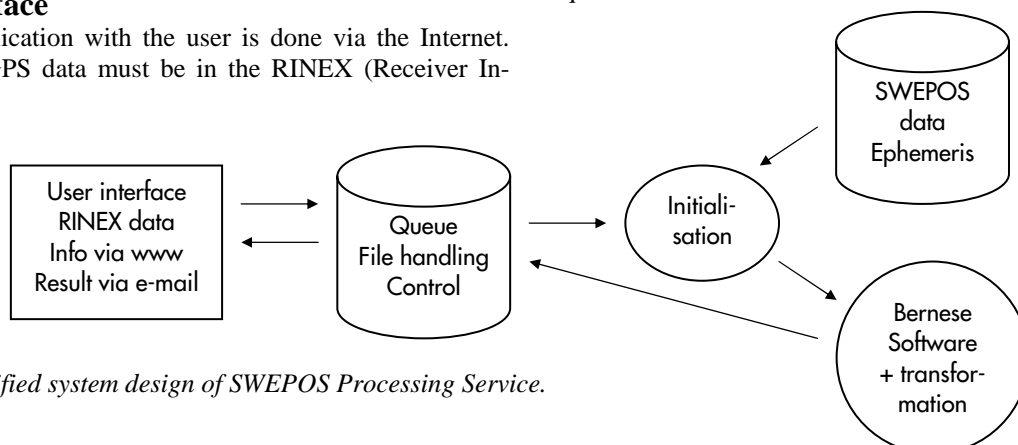 face
ication with the user is done via the Internet.
PS data must be in the RINEX (Receiver In-
User interface
RINEX data
Info via www
Result via e-mail
Queue
File handling
Control
Initiali-
sation
SWEPOS
data
Ephemeris
Bernese
Software
+ transfor-
mation
ified system design of SWEPOS Processing Service.